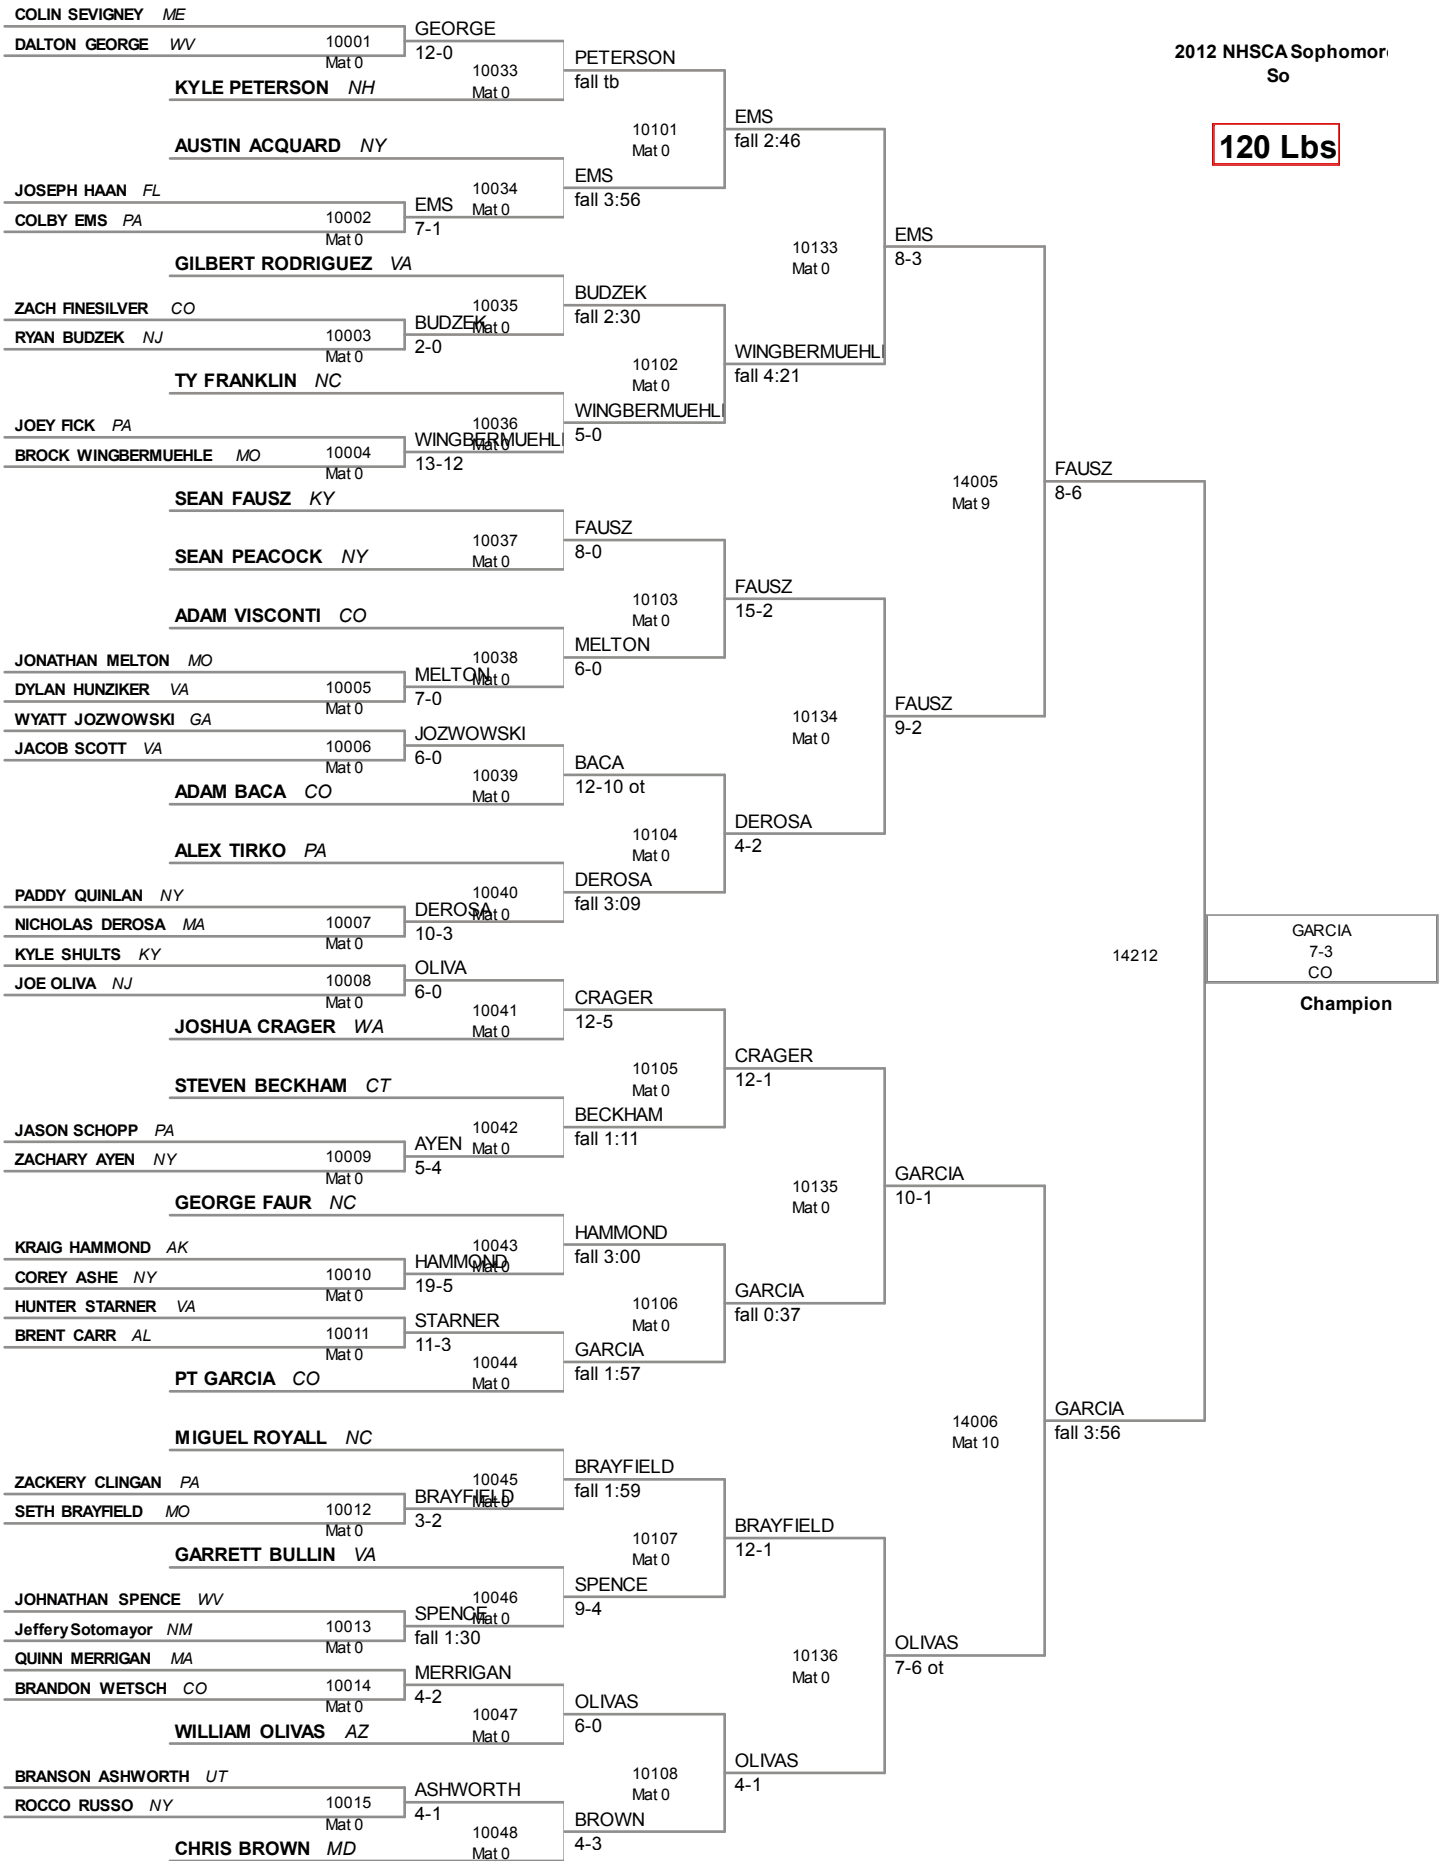 COLIN SEVIGNEY ME
DALTON GEORGE WV
10001
Mat 0
GEORGE
12-0
KYLE PETERSON NH
10033
Mat 0
PETERSON
fall tb
2012 NHSCA Sophomor
So
120 Lbs
AUSTIN ACQUARD NY
10101
Mat 0
EMS
fall 2:46
JOSEPH HAAN FL
COLBY EMS PA
10002
Mat 0
EMS
7-1
10034
Mat 0
EMS
fall 3:56
GILBERT RODRIGUEZ VA
10133
Mat 0
EMS
8-3
ZACH FINESILVER CO
RYAN BUDZEK NJ
10003
Mat 0
BUDZEK
2-0
10035
Mat 0
BUDZEK
fall 2:30
TY FRANKLIN NC
10102
Mat 0
WINGBERMUEHL
fall 4:21
JOEY FICK PA
BROCK WINGBERMUEHLE MO
10004
Mat 0
WINGBERMUEHL
13-12
10036
Mat 0
WINGBERMUEHL
5-0
SEAN FAUSZ KY
14005
Mat 9
FAUSZ
8-6
SEAN PEACOCK NY
10037
Mat 0
FAUSZ
8-0
ADAM VISCONTI CO
10103
Mat 0
FAUSZ
15-2
JONATHAN MELTON MO
DYLAN HUNZIKER VA
10005
Mat 0
MELTON
7-0
10038
Mat 0
MELTON
6-0
WYATT JOZWOWSKI GA
JACOB SCOTT VA
10006
Mat 0
JOZWOWSKI
6-0
10134
Mat 0
FAUSZ
9-2
ADAM BACA CO
10039
Mat 0
BACA
12-10 ot
ALEX TIRKO PA
10104
Mat 0
DEROSA
4-2
PADDY QUINLAN NY
NICHOLAS DEROSA MA
10007
Mat 0
DEROSA
10-3
10040
Mat 0
DEROSA
fall 3:09
KYLE SHULTS KY
JOE OLIVA NJ
10008
Mat 0
OLIVA
6-0
14212
GARCIA
7-3
CO
Champion
JOSHUA CRAGER WA
10041
Mat 0
CRAGER
12-5
STEVEN BECKHAM CT
10105
Mat 0
CRAGER
12-1
JASON SCHOPP PA
ZACHARY AYEN NY
10009
Mat 0
AYEN
5-4
10042
Mat 0
BECKHAM
fall 1:11
GEORGE FAUR NC
10135
Mat 0
GARCIA
10-1
KRAIG HAMMOND AK
COREY ASHE NY
10010
Mat 0
HAMMOND
19-5
10043
Mat 0
HAMMOND
fall 3:00
HUNTER STARNER VA
BRENT CARR AL
10011
Mat 0
STARNER
11-3
10106
Mat 0
GARCIA
fall 0:37
PT GARCIA CO
10044
Mat 0
GARCIA
fall 1:57
MIGUEL ROYALL NC
14006
Mat 10
GARCIA
fall 3:56
ZACKERY CLINGAN PA
SETH BRAYFIELD MO
10012
Mat 0
BRAYFIELD
3-2
10045
Mat 0
BRAYFIELD
fall 1:59
GARRETT BULLIN VA
10107
Mat 0
BRAYFIELD
12-1
JOHNATHAN SPENCE WV
Jeffery Sotomayor NM
10013
Mat 0
SPENCE
fall 1:30
10046
Mat 0
SPENCE
9-4
QUINN MERRIGAN MA
BRANDON WETSCH CO
10014
Mat 0
MERRIGAN
4-2
10136
Mat 0
OLIVAS
7-6 ot
WILLIAM OLIVAS AZ
10047
Mat 0
OLIVAS
6-0
BRANSON ASHWORTH UT
ROCCO RUSSO NY
10015
Mat 0
ASHWORTH
4-1
10108
Mat 0
OLIVAS
4-1
CHRIS BROWN MD
10048
Mat 0
BROWN
4-3